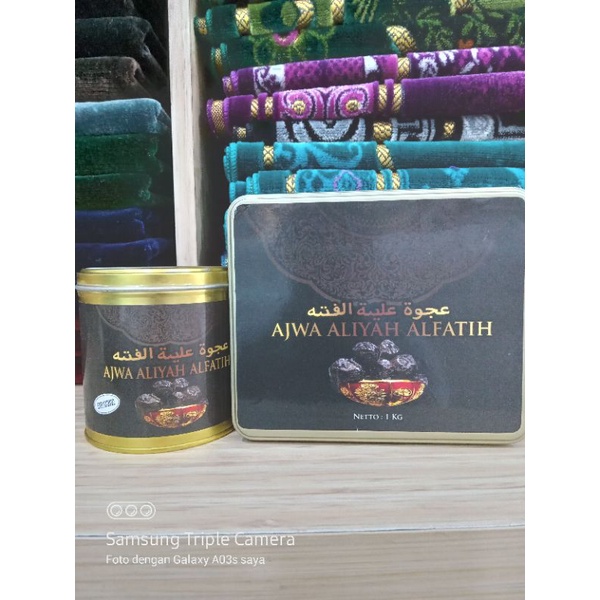 عجوة علية الفته
AJWA ALIYAH ALFATIH
عجوة علية الفتنه
AJWA ALIYAH ALFATIH
NETTO : 1 KG
Samsung Triple Camera
Foto dengan Galaxy A03s saya